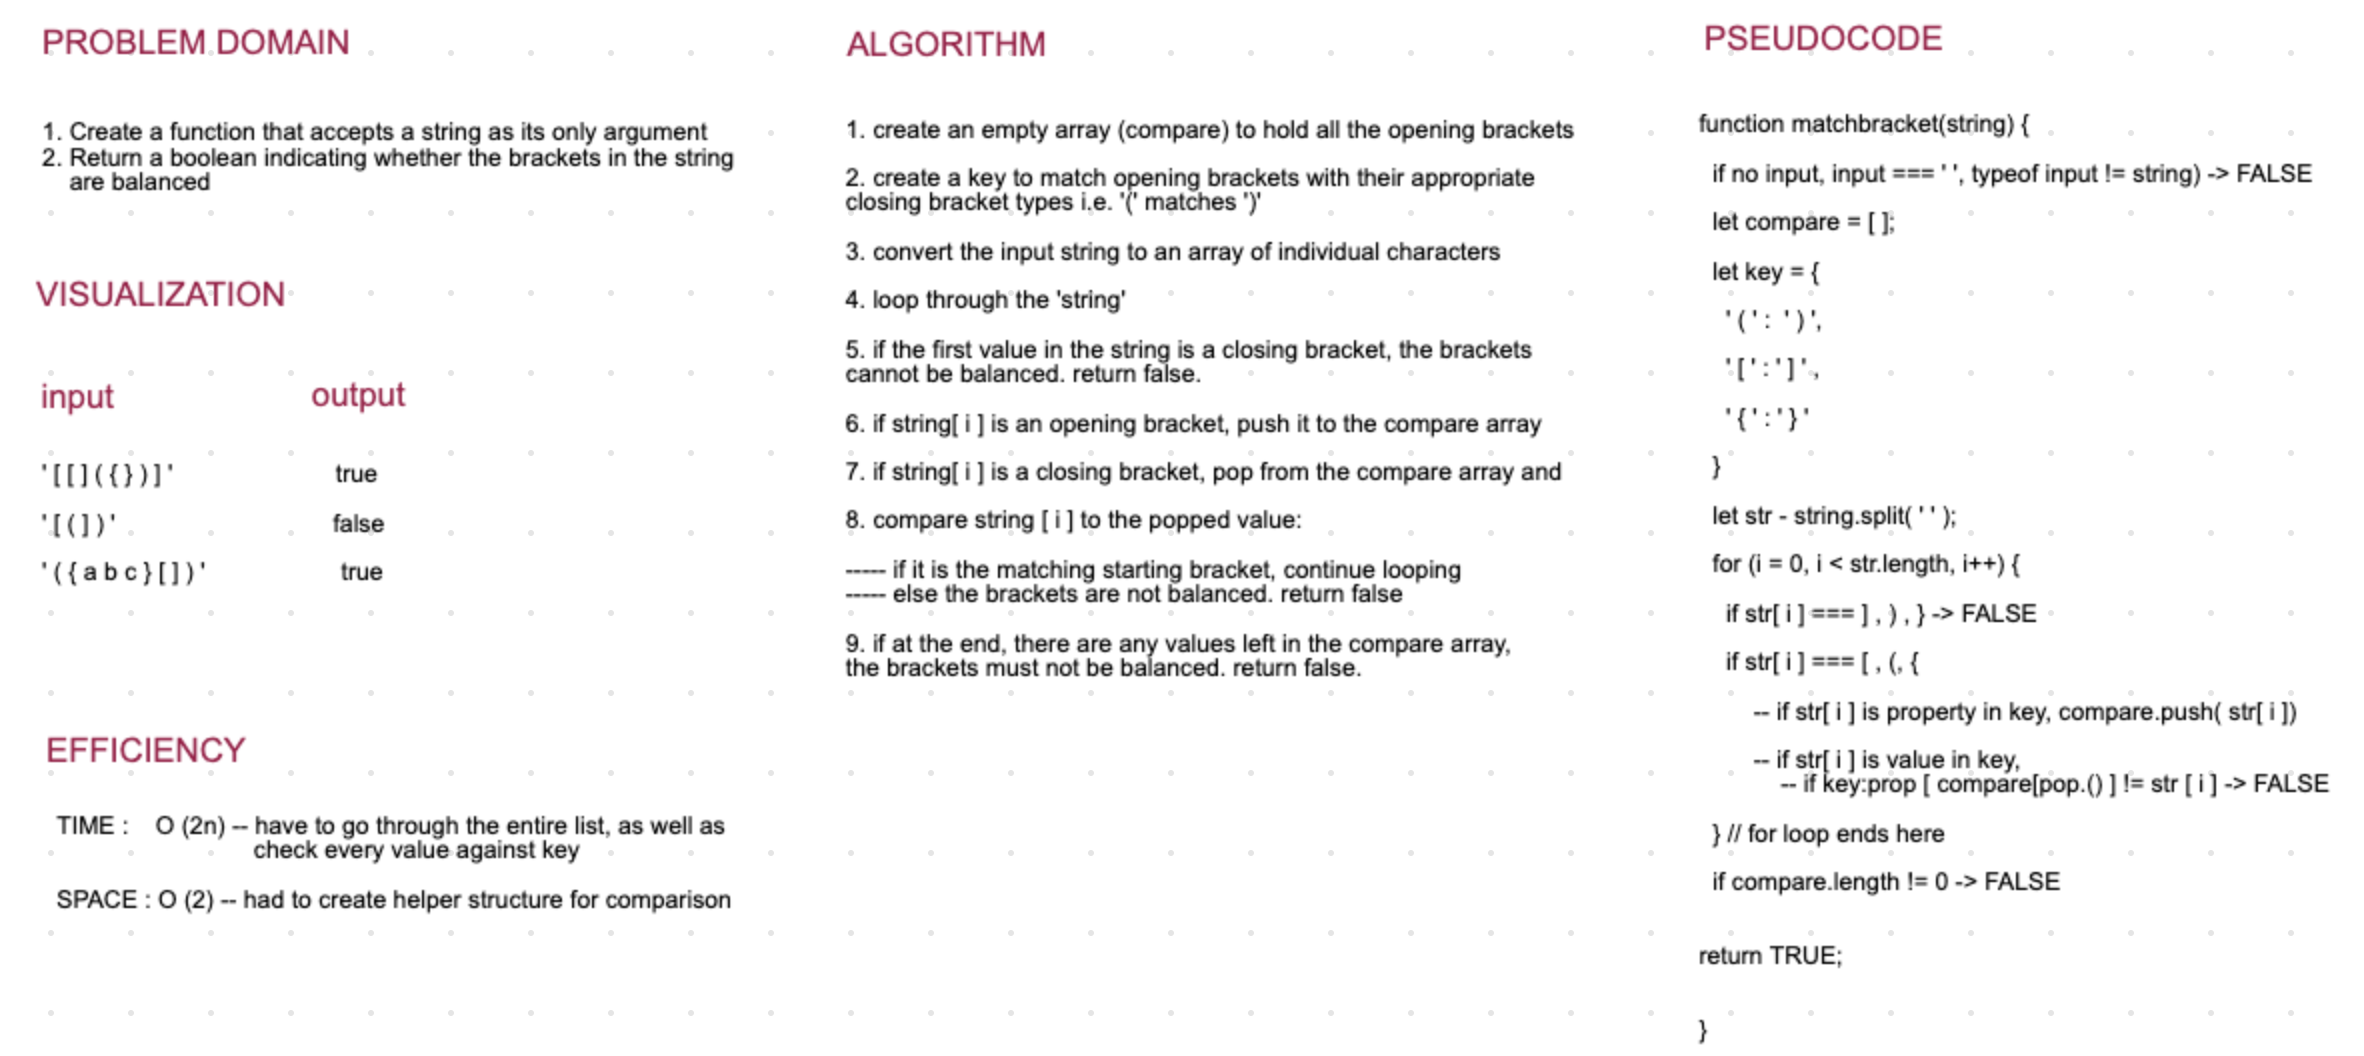 PROBLEM DOMAIN
1. Create a function that accepts a string as its only argument
2. Return a boolean indicating whether the brackets in the string
are balanced
VISUALIZATION
input output
'[[]({})]' true
'[(])' false
'({abc}[])' true
EFFICIENCY
TIME : O (2n) -- have to go through the entire list, as well as
check every value against key
SPACE : O (2) -- had to create helper structure for comparison
ALGORITHM
1. create an empty array (compare) to hold all the opening brackets
2. create a key to match opening brackets with their appropriate
closing bracket types i.e. '(' matches ')'
3. convert the input string to an array of individual characters
4. loop through the 'string'
5. if the first value in the string is a closing bracket, the brackets
cannot be balanced. return false.
6. if string[ i ] is an opening bracket, push it to the compare array
7. if string[ i ] is a closing bracket, pop from the compare array and
8. compare string [ i ] to the popped value:
----- if it is the matching starting bracket, continue looping
----- else the brackets are not balanced. return false
9. if at the end, there are any values left in the compare array,
the brackets must not be balanced. return false.
PSEUDOCODE
function matchbracket(string) {
if no input, input === ' ', typeof input != string) -> FALSE
let compare = [ ];
let key = {
' ( ' : ' ) ',
' [ ' : ' ] ' ,
' { ' : ' } '
}
let str - string.split( ' ' );
for (i = 0, i < str.length, i++) {
if str[ i ] === ] , ) , } -> FALSE
if str[ i ] === [ , (, {
-- if str[ i ] is property in key, compare.push( str[ i ])
-- if str[ i ] is value in key,
-- if key:prop [ compare[pop.() ] != str [ i ] -> FALSE
} // for loop ends here
if compare.length != 0 -> FALSE
return TRUE;
}